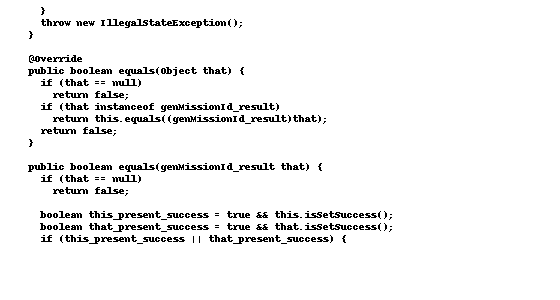 }
throw new IllegalStateException();
}
@Override
public boolean equals(Object that) {
if (that == null)
return false;
if (that instanceof genMissionId_result)
return this.equals((genMissionId_result)that);
return false;
}
public boolean equals(genMissionId_result that) {
if (that == null)
return false;
boolean this_present_success = true && this.isSetSuccess();
boolean that_present_success = true && that.isSetSuccess();
if (this_present_success || that_present_success) {